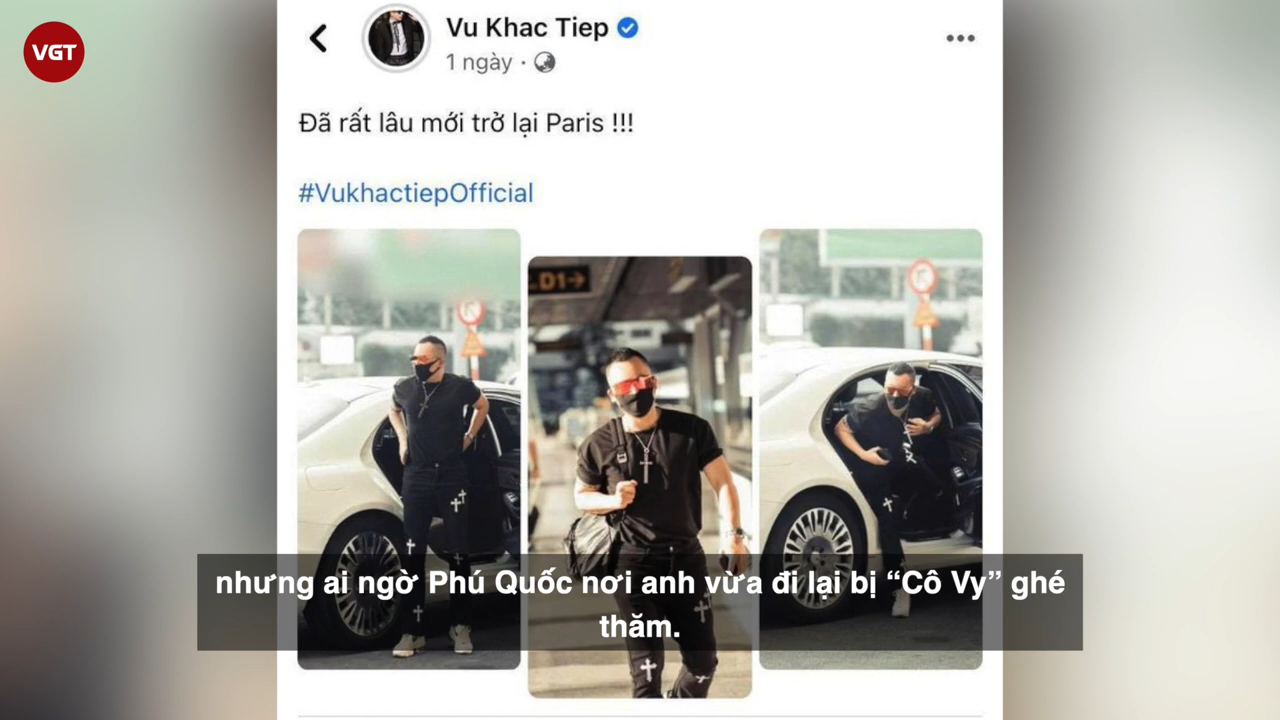 VGT
Vu Khac Tiep
1 ngày ·
Đã rất lâu mới trở lại Paris !!!
#VukhactiepOfficial
D1→
nhưng ai ngờ Phú Quốc nơi anh vừa đi lại bị “Cô Vy” ghé
thăm.